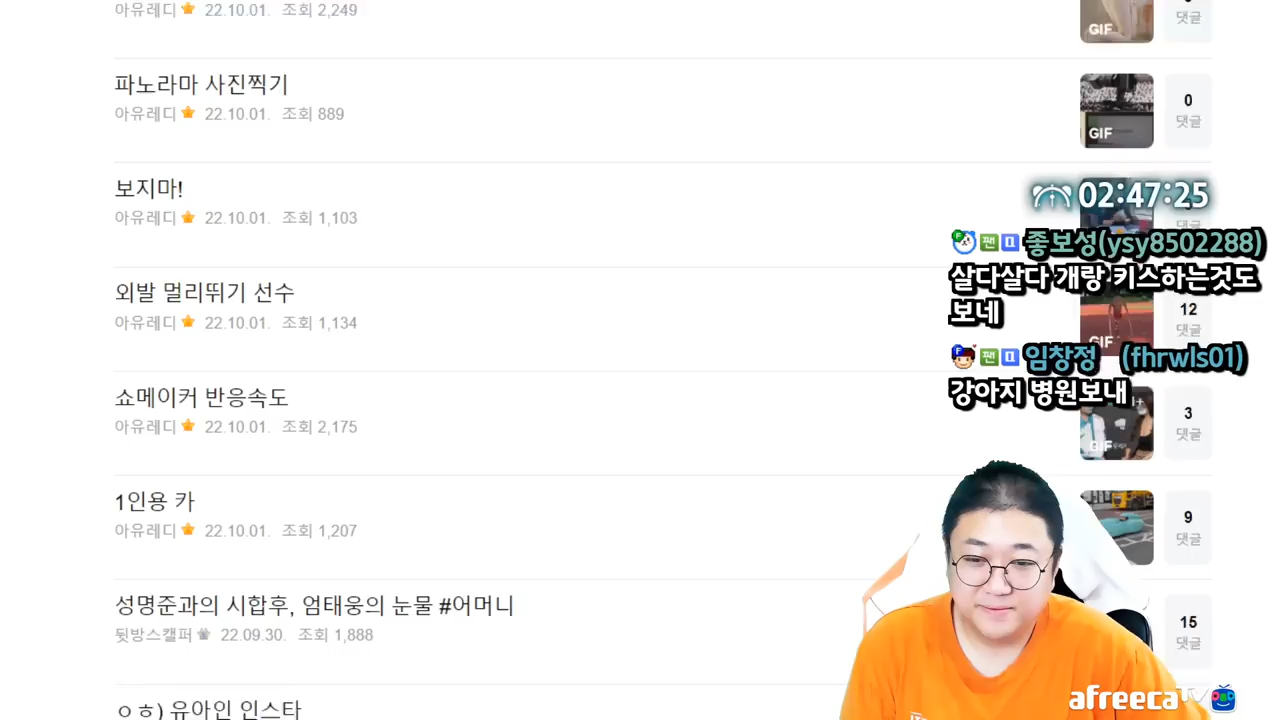 아유레디 22.10.01. 조회 2,249
댓글
GIF
파노라마 사진찍기
아유레디 22.10.01. 조회 889
GIF
0
댓글
보지마!
아유레디 22.10.01. 조회 1,103
02:47:25
팬 좋보성(ysy8502288)
살다살다 개랑 키스하는것도
보네
외발 멀리뛰기 선수
아유레디 22.10.01. 조회 1,134
GIF
12
댓글
팬 임창정 (fhrwls01)
강아지 병원보내
쇼메이커 반응속도
아유레디 22.10.01. 조회 2,175
GIF
3
댓글
1인용 카
아유레디 22.10.01. 조회 1,207
9
댓글
성명준과의 시합후, 엄태웅의 눈물 #어머니
뒷방스캘퍼 22.09.30. 조회 1,888
15
댓글
ㅇㅎ) 유아인 인스타
afreecaTV